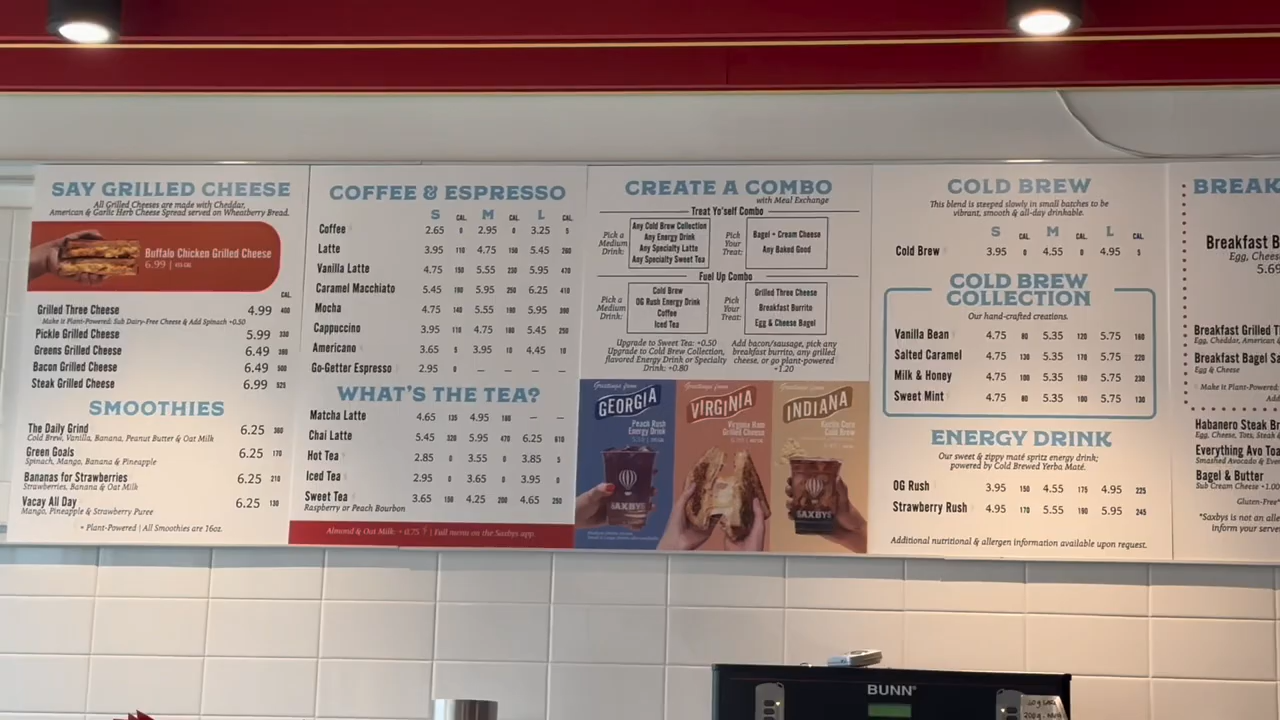 SAY GRILLED CHEESE
All Grilled Cheeses are made with Cheddar,
American & Garlic Herb Cheese Spread served on Wheatberry Bread.
Buffalo Chicken Grilled Cheese
6.99
CAL.
Grilled Three Cheese 4.99 400
Make it Plant-Powered: Sub Dairy-Free Cheese & Add Spinach +0.50
Pickle Grilled Cheese 5.99
Greens Grilled Cheese 6.49
Bacon Grilled Cheese 6.49 500
Steak Grilled Cheese 6.99 525
SMOOTHIES
The Daily Grind 6.25
Cold Brew, Vanilla, Banana, Peanut Butter & Oat Milk
Green Goals 6.25 170
Spinach, Mango, Banana & Pineapple
Bananas for Strawberries 6.25 210
Strawberries, Banana & Oat Milk
Vacay All Day 6.25 130
Mango, Pineapple & Strawberry Puree
• Plant-Powered | All Smoothies are 16oz.
COFFEE & ESPRESSO
S CAL. M CAL. L CAL.
Coffee 2.65 0 2.95 0 3.25 5
Latte 3.95 110 4.75 150 5.45 260
Vanilla Latte 4.75 190 5.55 230 5.95 470
Caramel Macchiato 5.45 190 5.95 250 6.25 410
Mocha 4.75 140 5.55 190 5.95
Cappuccino 3.95 110 4.75 180 5.45 250
Americano 3.65 5 3.95 10 4.45 10
Go-Getter Espresso 2.95 0 — — — —
WHAT'S THE TEA?
Matcha Latte 4.65 135 4.95 185 — —
Chai Latte 5.45 320 5.95 470 6.25 610
Hot Tea 2.85 0 3.55 0 3.85 5
Iced Tea 2.95 0 3.65 0 3.95 0
Sweet Tea 3.65 150 4.25 200 4.65 250
Raspberry or Peach Bourbon
Almond & Oat Milk: +0.75 | Full menu on the Saxbys app.
CREATE A COMBO
with Meal Exchange
Treat Yo'self Combo
Pick a
Medium
Drink:
Any Cold Brew Collection
Any Energy Drink
Any Specialty Latte
Any Specialty Sweet Tea
Pick
Your
Treat:
Bagel + Cream Cheese
Any Baked Good
Fuel Up Combo
Pick a
Medium
Drink:
Cold Brew
OG Rush Energy Drink
Coffee
Iced Tea
Pick
Your
Treat:
Grilled Three Cheese
Breakfast Burrito
Egg & Cheese Bagel
Upgrade to Sweet Tea: +0.50
Upgrade to Cold Brew Collection,
flavored Energy Drink or Specialty
Drink: +0.80
Add bacon/sausage, pick any
breakfast burrito, any grilled
cheese, or go plant-powered
+1.20
Greetings from
GEORGIA
Peach Rush
Energy Drink
SAXBYS
Greetings from
VIRGINIA
Virginia Ham
Grilled Cheese
Greetings from
INDIANA
Cold Brew
SAXBYS
COLD BREW
This blend is steeped slowly in small batches to be
vibrant, smooth & all-day drinkable.
S CAL. M CAL. L CAL.
Cold Brew 3.95 0 4.55 0 4.95 5
COLD BREW
COLLECTION
Our hand-crafted creations.
Vanilla Bean 4.75 80 5.35 120 5.75 160
Salted Caramel 4.75 130 5.35 170 5.75 220
Milk & Honey 4.75 100 5.35 160 5.75 230
Sweet Mint 4.75 80 5.35 100 5.75 130
ENERGY DRINK
Our sweet & zippy maté spritz energy drink;
powered by Cold Brewed Yerba Maté.
OG Rush 3.95 150 4.55 175 4.95 225
Strawberry Rush 4.95 170 5.55 190 5.95 245
Additional nutritional & allergen information available upon request.
BREAK
Breakfast B
Egg, Chees
5.69
Breakfast Grilled T
Egg, Cheddar, American &
Breakfast Bagel Sa
Egg & Cheese
Make it Plant-Powered:
Habanero Steak Br
Egg, Cheese, Tots, Steak &
Everything Avo Toa
Smashed Avocado & Ever
Bagel & Butter
Sub Cream Cheese +1.00
Gluten-Free
*Saxbys is not an alle
inform your serve
BUNN